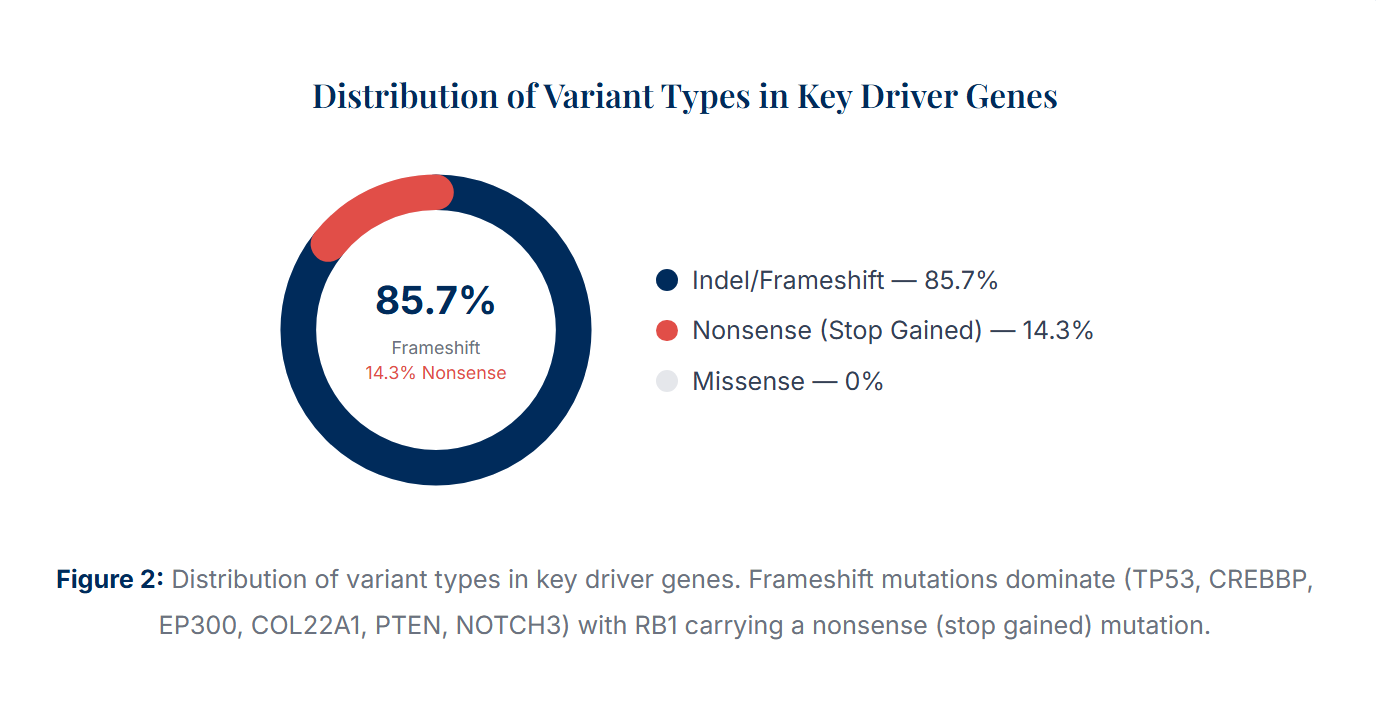 Distribution of Variant Types in Key Driver Genes
85.7%
Frameshift
14.3% Nonsense
Indel/Frameshift — 85.7%
Nonsense (Stop Gained) — 14.3%
Missense — 0%
Figure 2: Distribution of variant types in key driver genes. Frameshift mutations dominate (TP53, CREBBP,
EP300, COL22A1, PTEN, NOTCH3) with RB1 carrying a nonsense (stop gained) mutation.